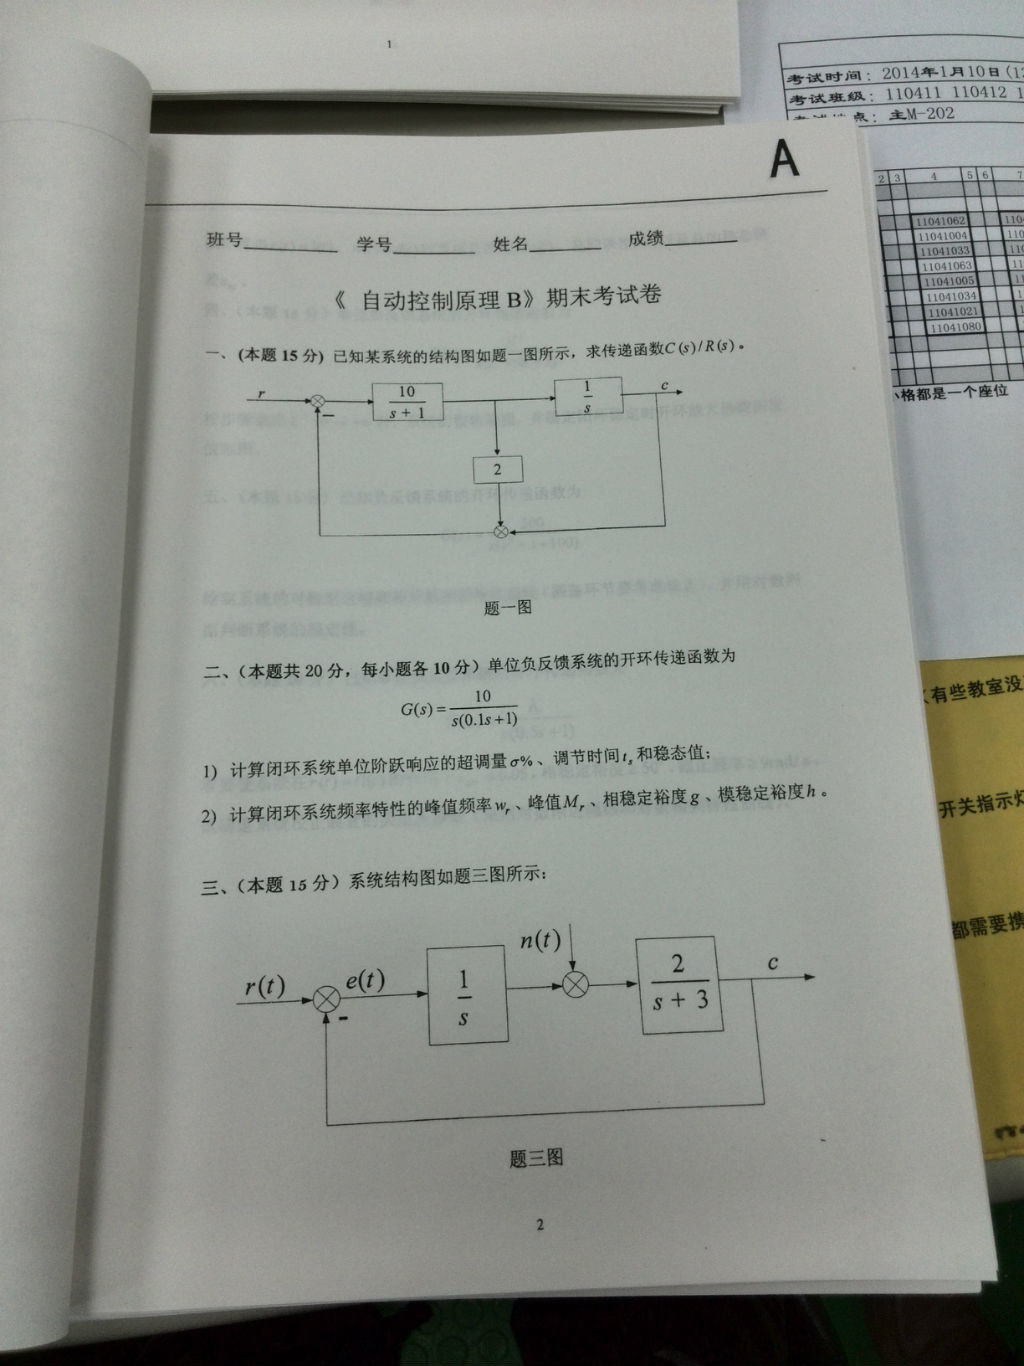 1
考试时间：2014年1月10日(1
考试班级：110411 110412 1
主M-202
2 3 4 5 6 7
11041062
11041004
11041033
11041063
11041005
11041034
11041021
11041080
格都是一个座位
有些教室没
开关指示灯
都需要携
A
班号 学号 姓名 成绩
《 自动控制原理 B》期末考试卷
一、(本题 15 分) 已知某系统的结构图如题一图所示，求传递函数C(s)/R(s)。
r
10
s + 1
1
s
c
−
2
题一图
二、（本题共 20 分，每小题各 10 分）单位负反馈系统的开环传递函数为
G(s) = 10 / s(0.1s+1)
1) 计算闭环系统单位阶跃响应的超调量σ%、调节时间ts和稳态值；
2) 计算闭环系统频率特性的峰值频率wr、峰值Mr、相稳定裕度g、模稳定裕度h。
三、（本题 15 分）系统结构图如题三图所示：
r(t)
e(t)
1
s
n(t)
2
s + 3
c
-
题三图
2